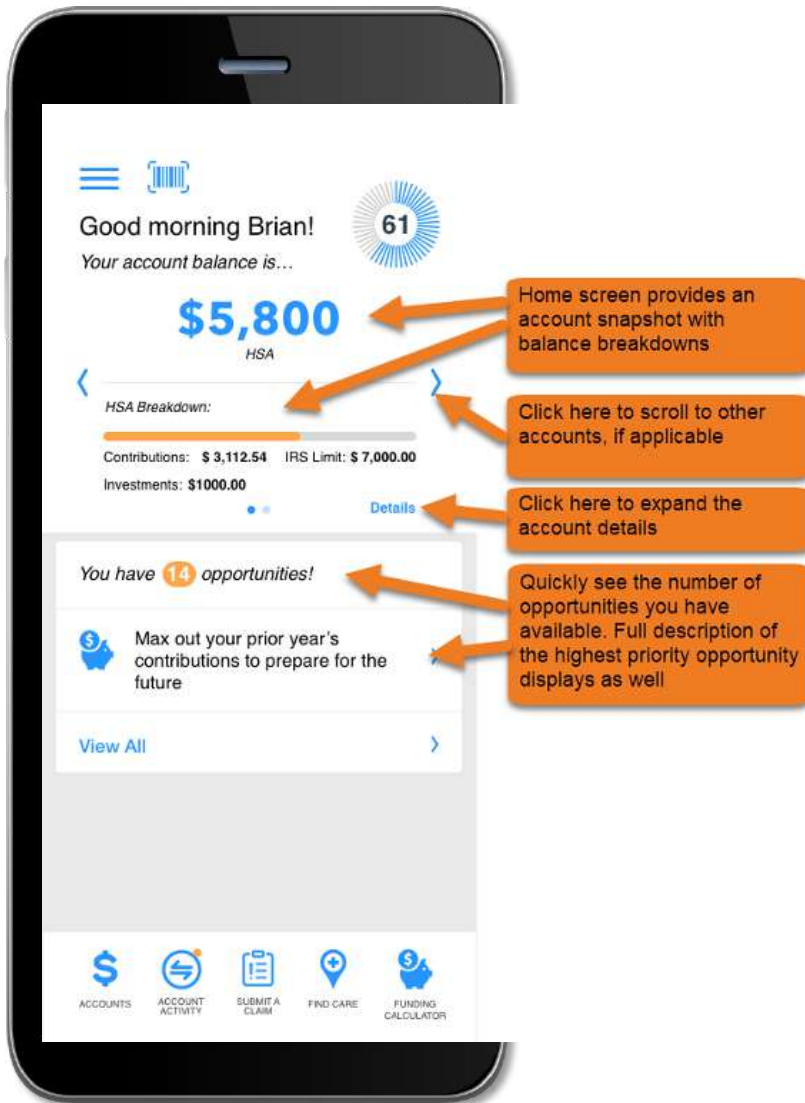 Good morning Brian!
61
Your account balance is...
$5,800
HSA
HSA Breakdown:
Contributions: $ 3,112.54 IRS Limit: $ 7,000.00
Investments: $1000.00
Details
You have 14 opportunities!
Max out your prior year's
contributions to prepare for the
future
View All
ACCOUNTS
ACCOUNT
ACTIVITY
SUBMIT A
CLAIM
FIND CARE
FUNDING
CALCULATOR
Home screen provides an
account snapshot with
balance breakdowns
Click here to scroll to other
accounts, if applicable
Click here to expand the
account details
Quickly see the number of
opportunities you have
available. Full description of
the highest priority opportunity
displays as well